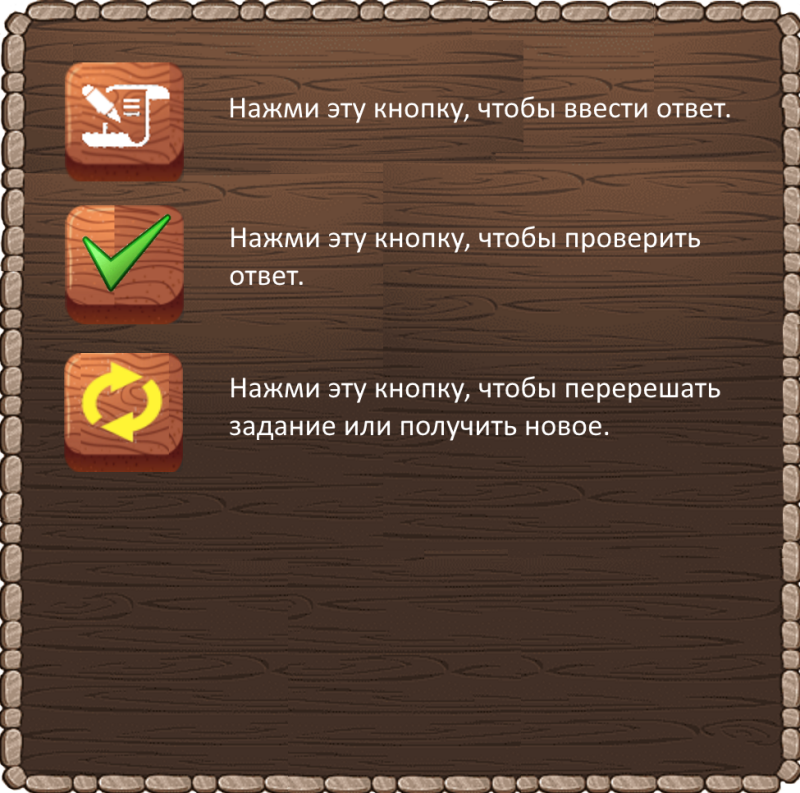 Нажми эту кнопку, чтобы ввести ответ.
Нажми эту кнопку, чтобы проверить
ответ.
Нажми эту кнопку, чтобы перерешать
задание или получить новое.